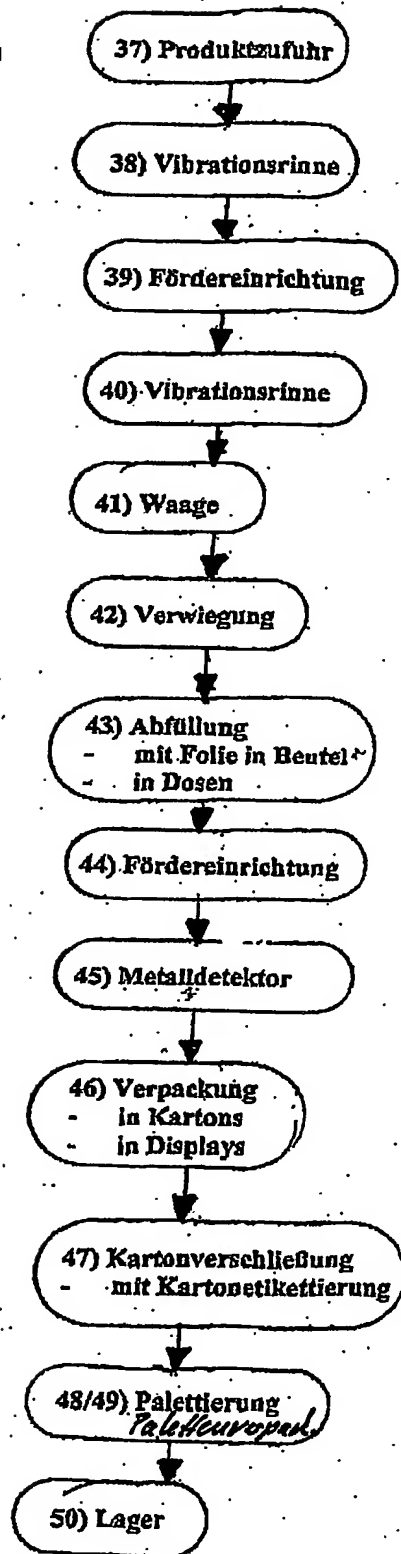 37) Produktzufuhr
38) Vibrationsrinne
39) Fördereinrichtung
40) Vibrationsrinne
41) Waage
42) Verwiegung
43) Abfüllung
- mit Folie in Beutel
- in Dosen
44) Fördereinrichtung
45) Metalldetektor
46) Verpackung
- in Kartons
- in Displays
47) Kartonverschließung
- mit Kartonetikettierung
48/49) Palettierung
50) Lager